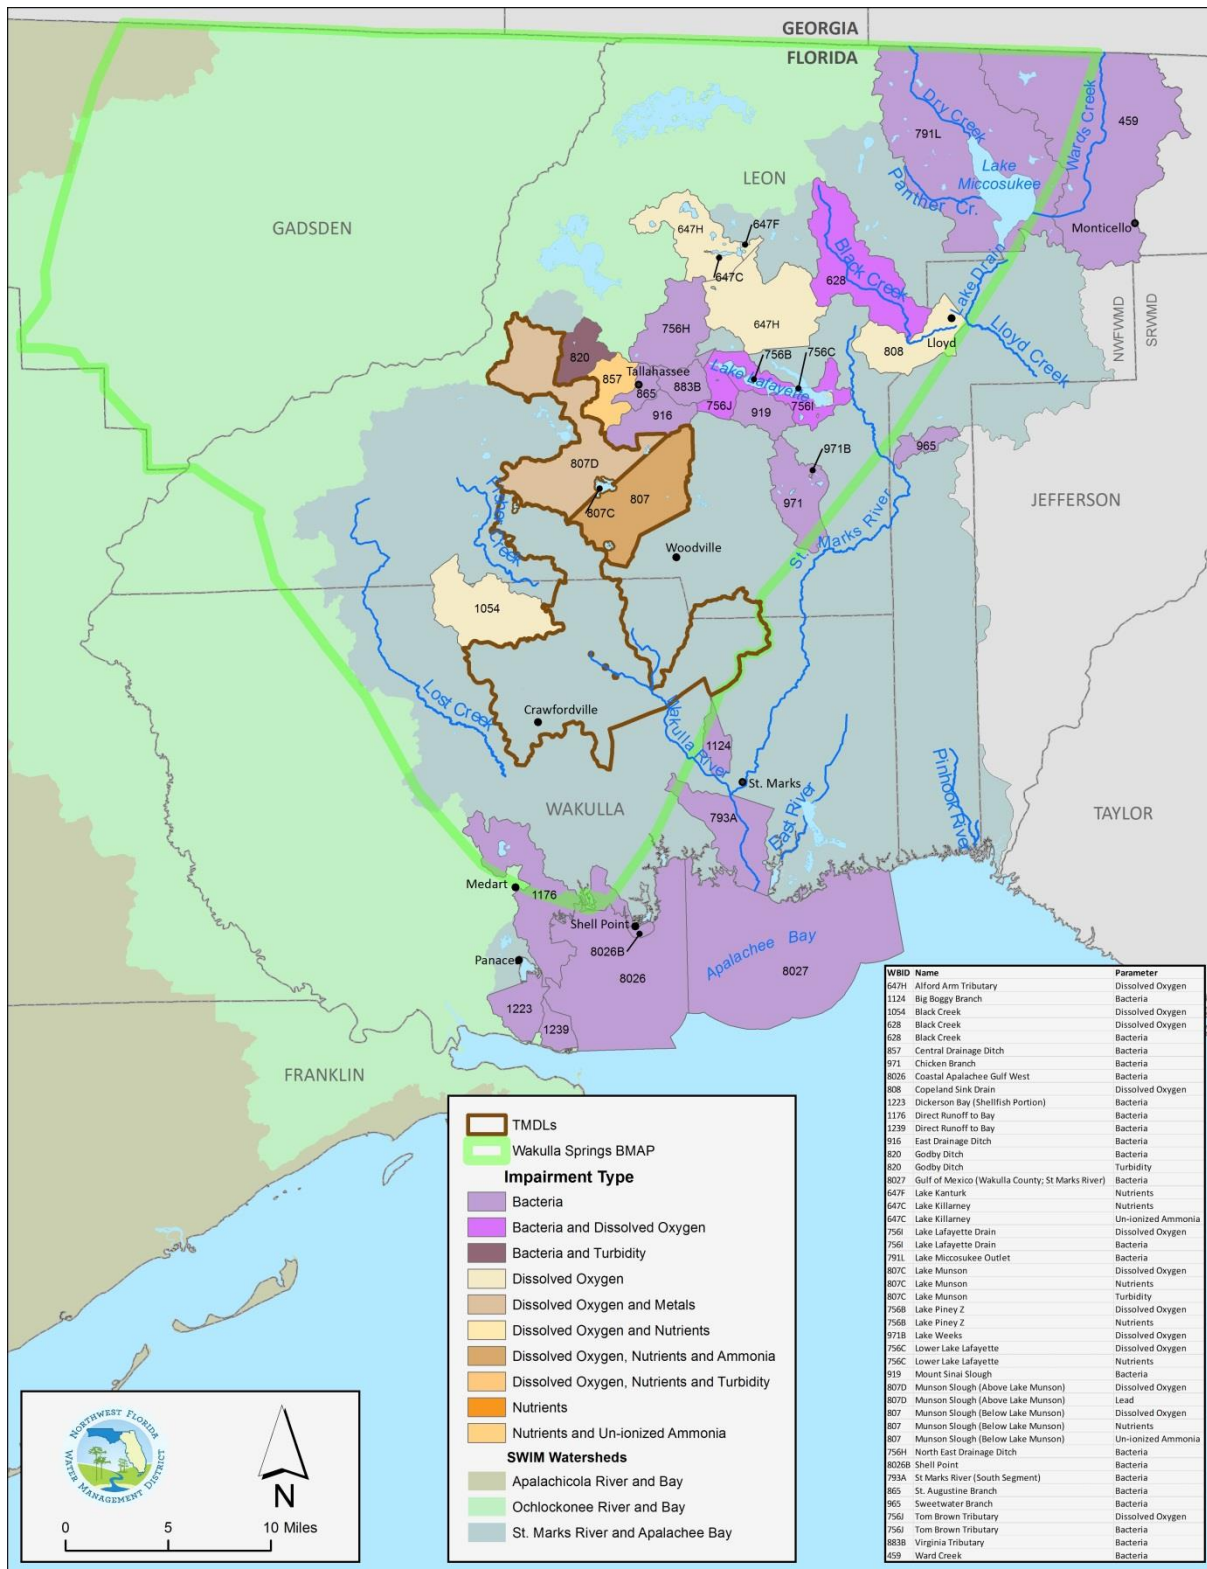 GEORGIA
FLORIDA
Dry Creek
Wards Creek
459
791L
Lake
Miccosukee
LEON
Panther Cr.
GADSDEN
647H
647F
Monticello
647C
Black Creek
628
Lake Drain
NWFWMD
SRWMD
756H
647H
Lloyd
Lloyd Creek
820
808
756B
756C
857
Tallahassee
Lake Lafayette
865
883B
756J
756I
916
919
965
971B
807D
807
971
807C
JEFFERSON
Fisher Creek
St. Marks River
Woodville
1054
Lost Creek
Crawfordville
Wakulla River
1124
St. Marks
Pinhook River
WAKULLA
793A
East River
TAYLOR
Medart
1176
Shell Point
Apalachee Bay
8026B
Panace
8026
8027
1223
1239
FRANKLIN
TMDLs
Wakulla Springs BMAP
Impairment Type
Bacteria
Bacteria and Dissolved Oxygen
Bacteria and Turbidity
Dissolved Oxygen
Dissolved Oxygen and Metals
Dissolved Oxygen and Nutrients
Dissolved Oxygen, Nutrients and Ammonia
Dissolved Oxygen, Nutrients and Turbidity
Nutrients
Nutrients and Un-ionized Ammonia
SWIM Watersheds
Apalachicola River and Bay
Ochlockonee River and Bay
St. Marks River and Apalachee Bay
NORTHWEST FLORIDA
WATER MANAGEMENT DISTRICT
N
0 5 10 Miles
WBID Name Parameter
647H Alford Arm Tributary Dissolved Oxygen
1124 Big Boggy Branch Bacteria
1054 Black Creek Dissolved Oxygen
628 Black Creek Dissolved Oxygen
628 Black Creek Bacteria
857 Central Drainage Ditch Bacteria
971 Chicken Branch Bacteria
8026 Coastal Apalachee Gulf West Bacteria
808 Copeland Sink Drain Dissolved Oxygen
1223 Dickerson Bay (Shellfish Portion) Bacteria
1176 Direct Runoff to Bay Bacteria
1239 Direct Runoff to Bay Bacteria
916 East Drainage Ditch Bacteria
820 Godby Ditch Bacteria
820 Godby Ditch Turbidity
8027 Gulf of Mexico (Wakulla County; St Marks River) Bacteria
647F Lake Kanturk Nutrients
647C Lake Killarney Nutrients
647C Lake Killarney Un-ionized Ammonia
756I Lake Lafayette Drain Dissolved Oxygen
756I Lake Lafayette Drain Bacteria
791L Lake Miccosukee Outlet Bacteria
807C Lake Munson Dissolved Oxygen
807C Lake Munson Nutrients
807C Lake Munson Turbidity
756B Lake Piney Z Dissolved Oxygen
756B Lake Piney Z Nutrients
971B Lake Weeks Dissolved Oxygen
756C Lower Lake Lafayette Dissolved Oxygen
756C Lower Lake Lafayette Nutrients
919 Mount Sinai Slough Bacteria
807D Munson Slough (Above Lake Munson) Dissolved Oxygen
807D Munson Slough (Above Lake Munson) Lead
807 Munson Slough (Below Lake Munson) Dissolved Oxygen
807 Munson Slough (Below Lake Munson) Nutrients
807 Munson Slough (Below Lake Munson) Un-ionized Ammonia
756H North East Drainage Ditch Bacteria
8026B Shell Point Bacteria
793A St Marks River (South Segment) Bacteria
865 St. Augustine Branch Bacteria
965 Sweetwater Branch Bacteria
756J Tom Brown Tributary Dissolved Oxygen
756J Tom Brown Tributary Bacteria
883B Virginia Tributary Bacteria
459 Ward Creek Bacteria